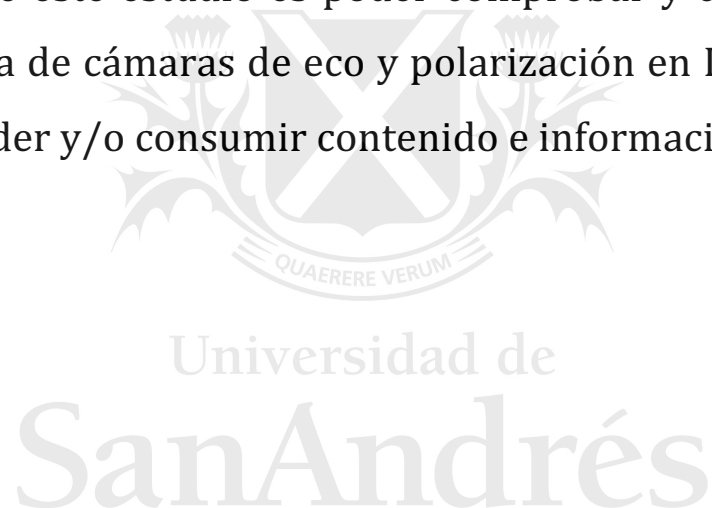 este estudio es poder comprobar y
a de cámaras de eco y polarización en
der y/o consumir contenido e informaci
QUAERERE VERUM
Universidad de
SanAndrés